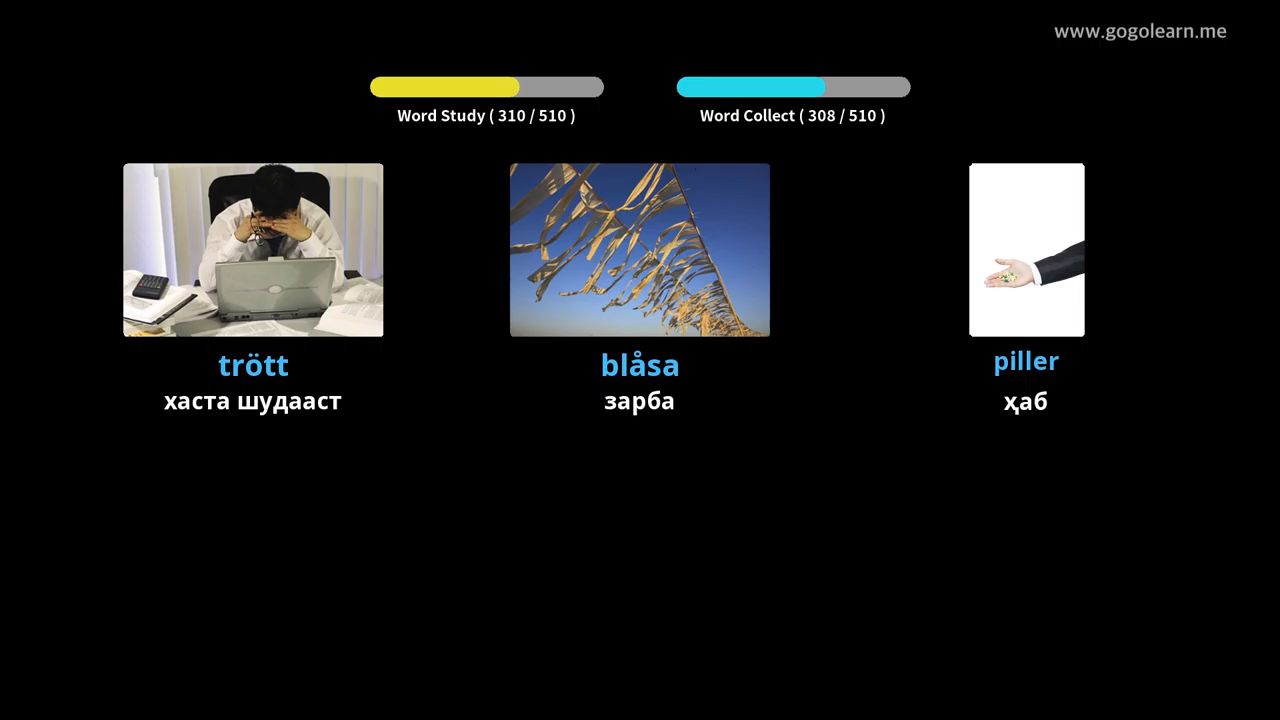 www.gogolearn.me
Word Study ( 310 / 510 )
Word Collect ( 308 / 510 )
trött
хаста шудааст
blåsa
зарба
piller
ҳаб